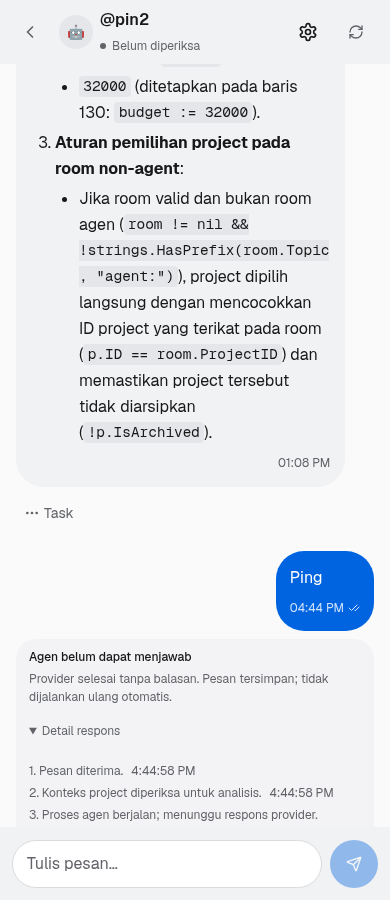 @pin2
Belum diperiksa
32000 (ditetapkan pada baris
130: budget := 32000 ).
3. Aturan pemilihan project pada
room non-agent:
Jika room valid dan bukan room
agen ( room != nil &&
!strings.HasPrefix(room.Topic
, "agent:") ), project dipilih
langsung dengan mencocokkan
ID project yang terikat pada room
( p.ID == room.ProjectID ) dan
memastikan project tersebut
tidak diarsipkan
( !p.IsArchived ).
01:08 PM
Task
Ping
04:44 PM
Agen belum dapat menjawab
Provider selesai tanpa balasan. Pesan tersimpan; tidak
dijalankan ulang otomatis.
▼ Detail respons
1. Pesan diterima. 4:44:58 PM
2. Konteks project diperiksa untuk analisis. 4:44:58 PM
3. Proses agen berjalan; menunggu respons provider.
Tulis pesan...